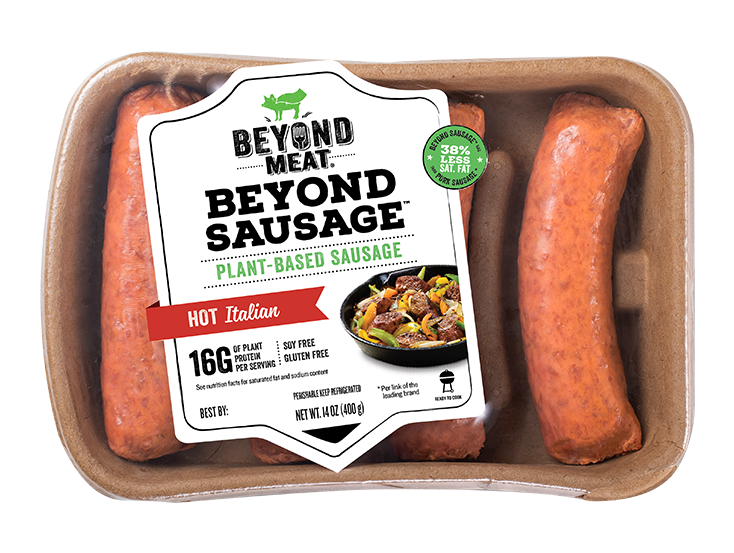 BEYOND
MEAT®
BEYOND
SAUSAGE™
PLANT-BASED SAUSAGE
HOT Italian
16G OF PLANT
PROTEIN
PER SERVING
SOY FREE
GLUTEN FREE
See nutrition facts for saturated fat and sodium content
BEST BY:
PERISHABLE KEEP REFRIGERATED
NET WT. 14 OZ (400 g)
*Per link of the
leading brand
READY TO COOK
BEYOND SAUSAGE™ has
38%
LESS
SAT. FAT
PORK SAUSAGE*